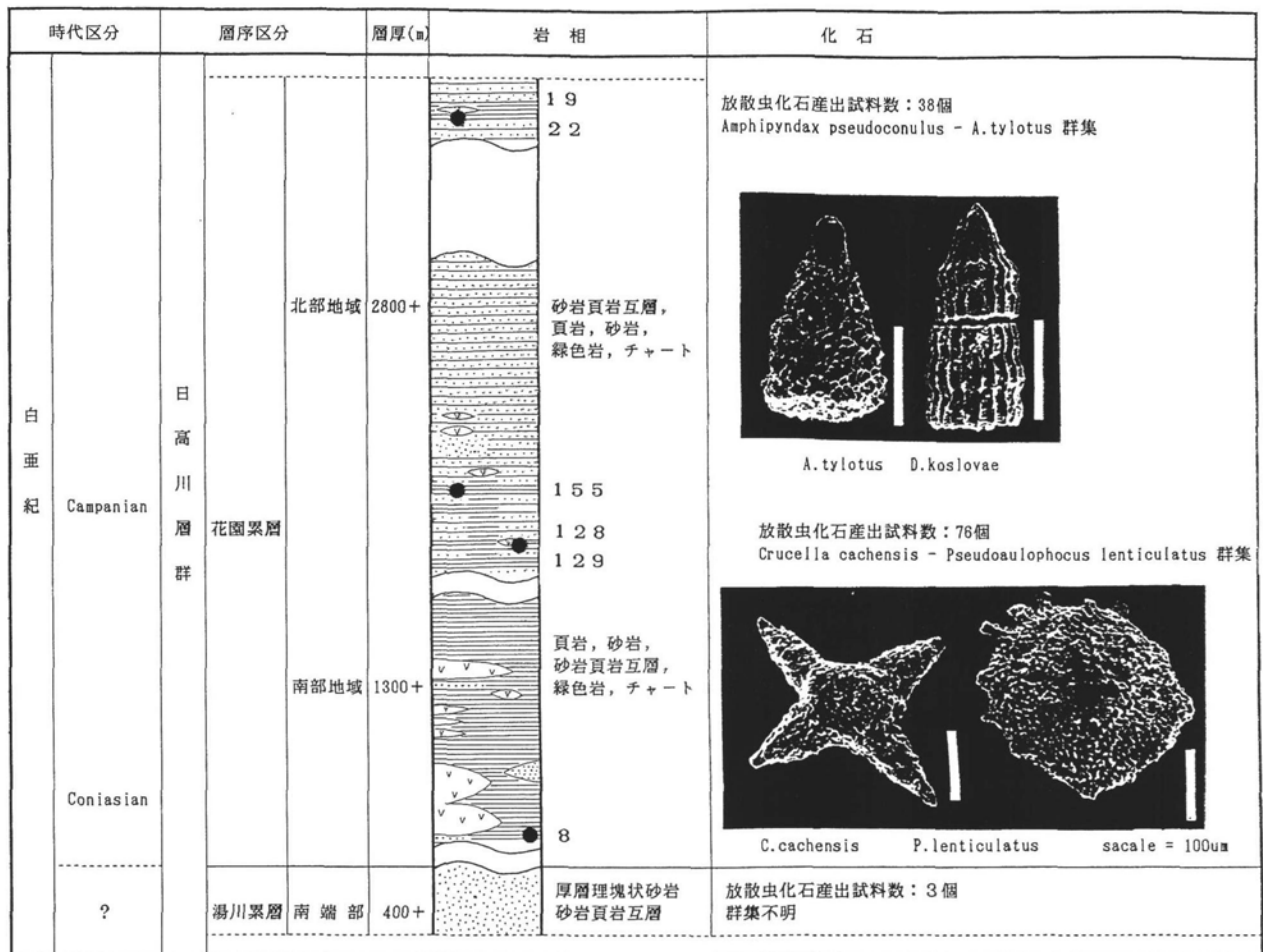 時代区分 層序区分 層厚(m) 岩 相 化 石
19
22
放散虫化石産出試料数：38個
Amphipyndax pseudoconulus - A.tylotus 群集
北部地域 2800+
砂岩頁岩互層，
頁岩，砂岩，
緑色岩，チャート
A.tylotus D.koslovae
白亜紀
Campanian
日高川層群
花園累層
155
128
129
放散虫化石産出試料数：76個
Crucella cachensis - Pseudoaulophocus lenticulatus 群集
南部地域 1300+
頁岩，砂岩，
砂岩頁岩互層，
緑色岩，チャート
Coniasian
8
C.cachensis P.lenticulatus sacale = 100um
? 湯川累層 南 端 部 400+
厚層理塊状砂岩
砂岩頁岩互層
放散虫化石産出試料数：3個
群集不明